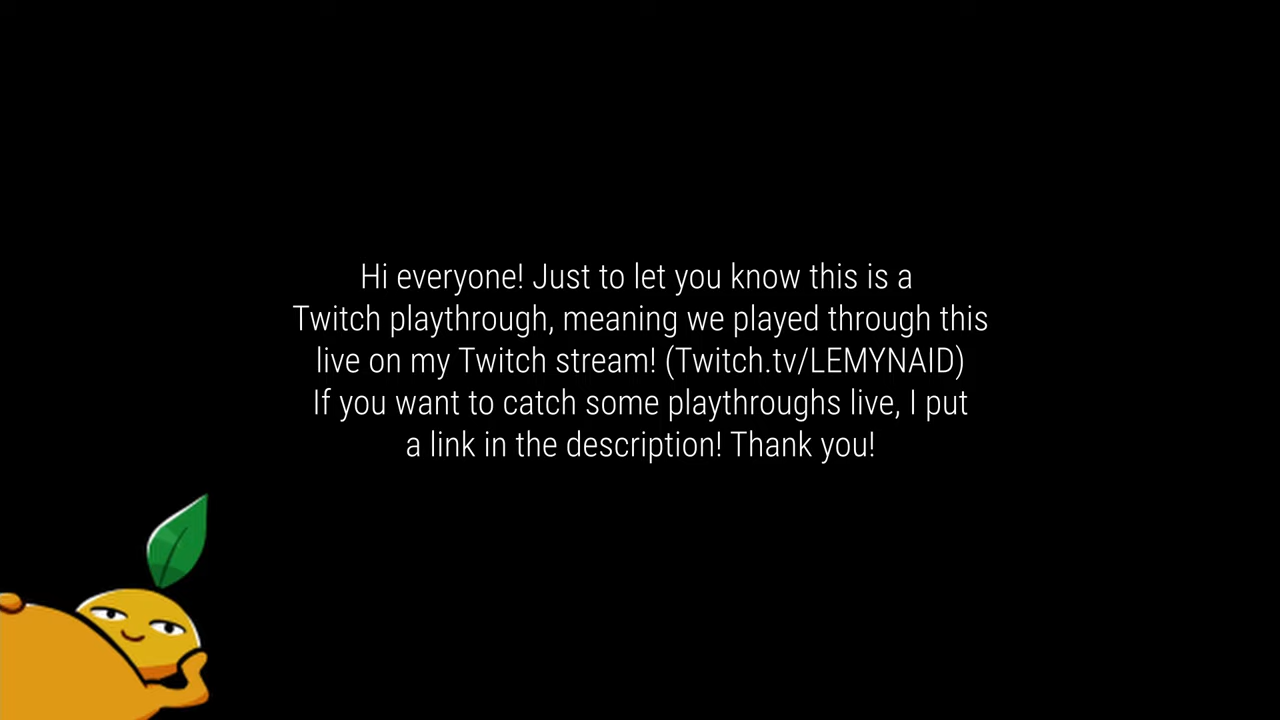 Hi everyone! Just to let you know this is a
Twitch playthrough, meaning we played through this
live on my Twitch stream! (Twitch.tv/LEMYNAID)
If you want to catch some playthroughs live, I put
a link in the description! Thank you!